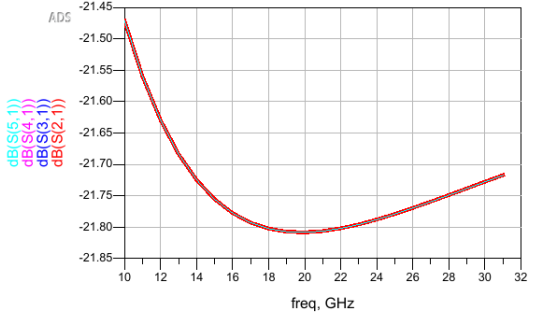 ADS
dB(S(5,1))
dB(S(4,1))
dB(S(3,1))
dB(S(2,1))
-21.45
-21.50
-21.55
-21.60
-21.65
-21.70
-21.75
-21.80
-21.85
10 12 14 16 18 20 22 24 26 28 30 32
freq, GHz